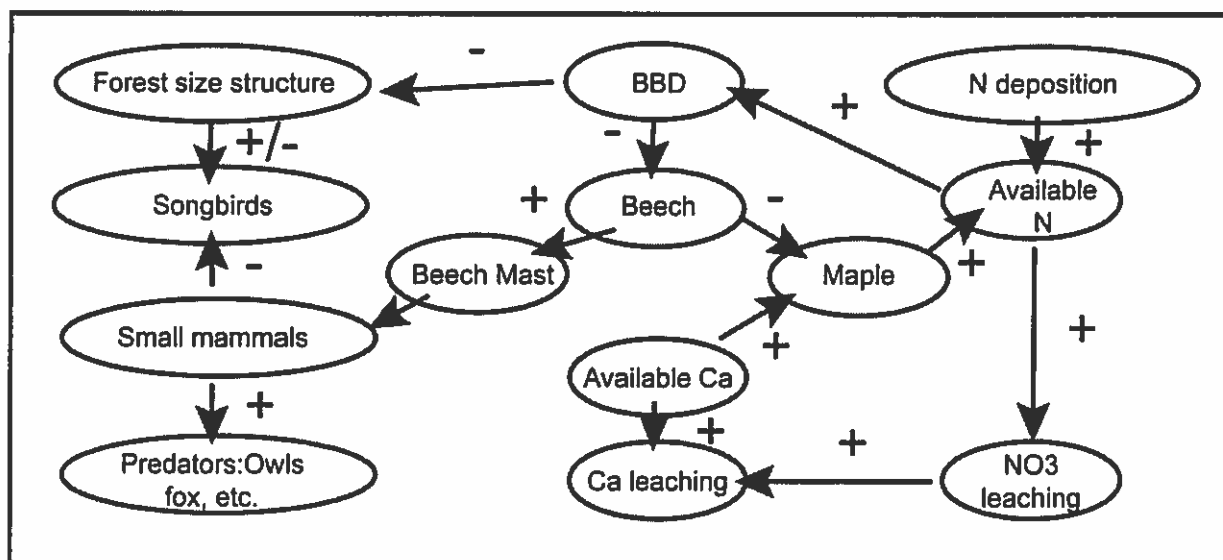 -
Forest size structure
BBD
N deposition
+
+/-
-
+
Songbirds
+
Beech
-
Available
N
-
Beech Mast
Maple
+
Small mammals
+
+
Available Ca
+
+
+
Predators:Owls
fox, etc.
Ca leaching
NO3
leaching